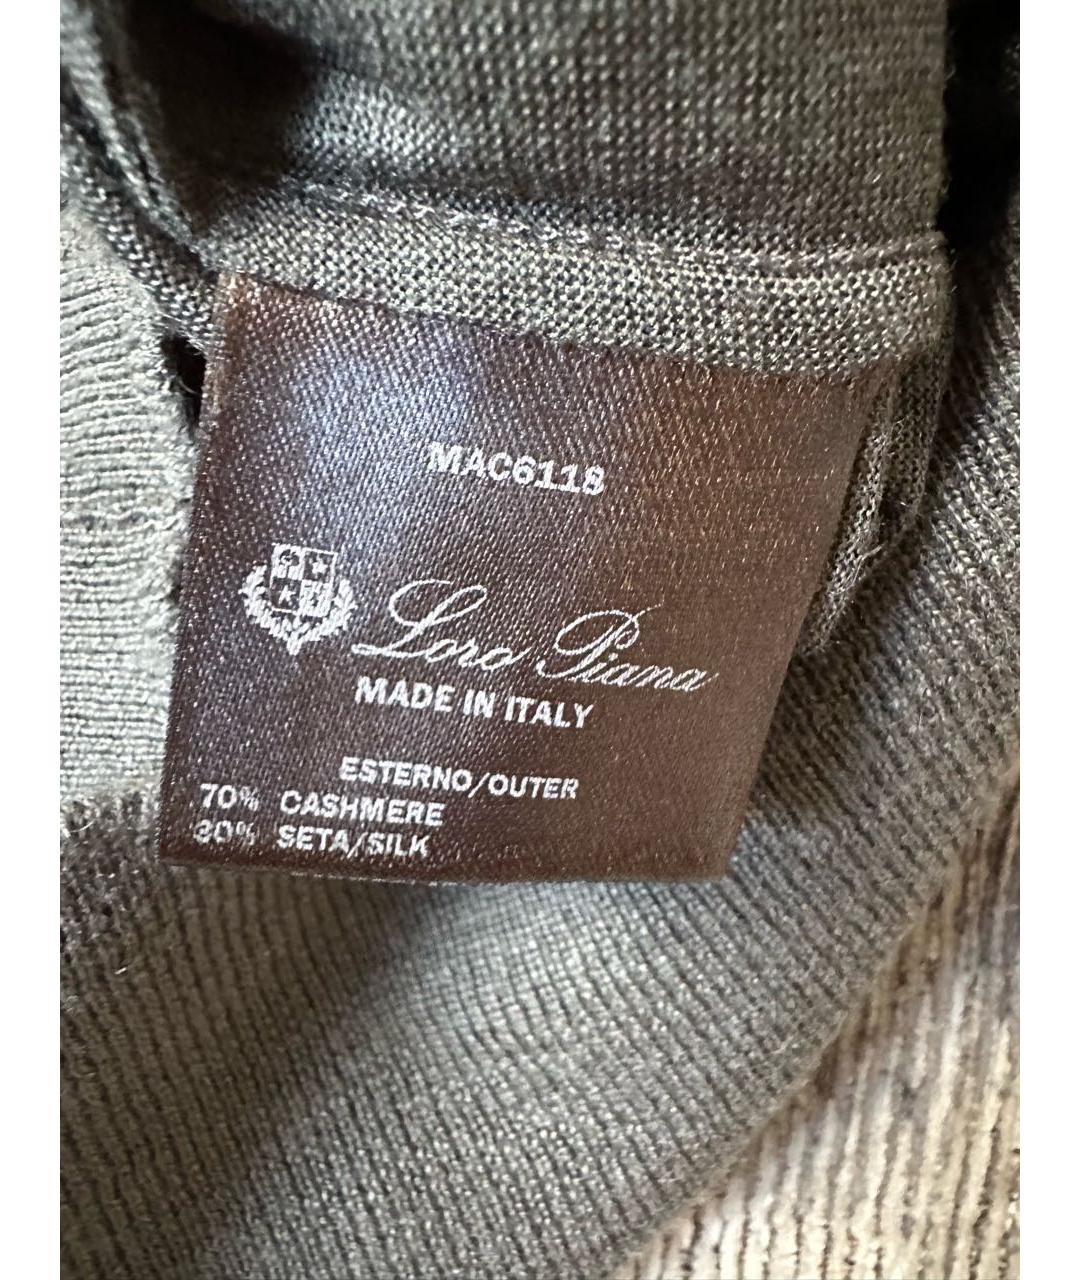 MAC6118
Loro Piana
MADE IN ITALY
ESTERNO/OUTER
70% CASHMERE
30% SETA/SILK